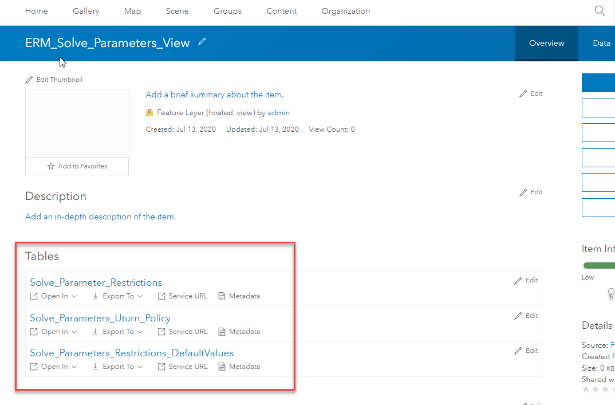 Home Gallery Map Scene Groups Content Organization
ERM_Solve_Parameters_View Overview Data
Edit Thumbnail
Add a brief summary about the item. Edit
Feature Layer (hosted, view) by admin
Created: Jul 13, 2020 Updated: Jul 13, 2020 View Count: 0
Add to Favorites
Description Edit
Add an in-depth description of the item.
Tables
Item Inf
Solve_Parameter_Restrictions Edit
Low
Open In Export To Service URL Metadata
Solve_Parameters_Uturn_Policy Edit
Details
Open In Export To Service URL Metadata
Source: F
Solve_Parameters_Restrictions_DefaultValues Edit
Created f
Open In Export To Service URL Metadata
Size: 0 KB
Shared w